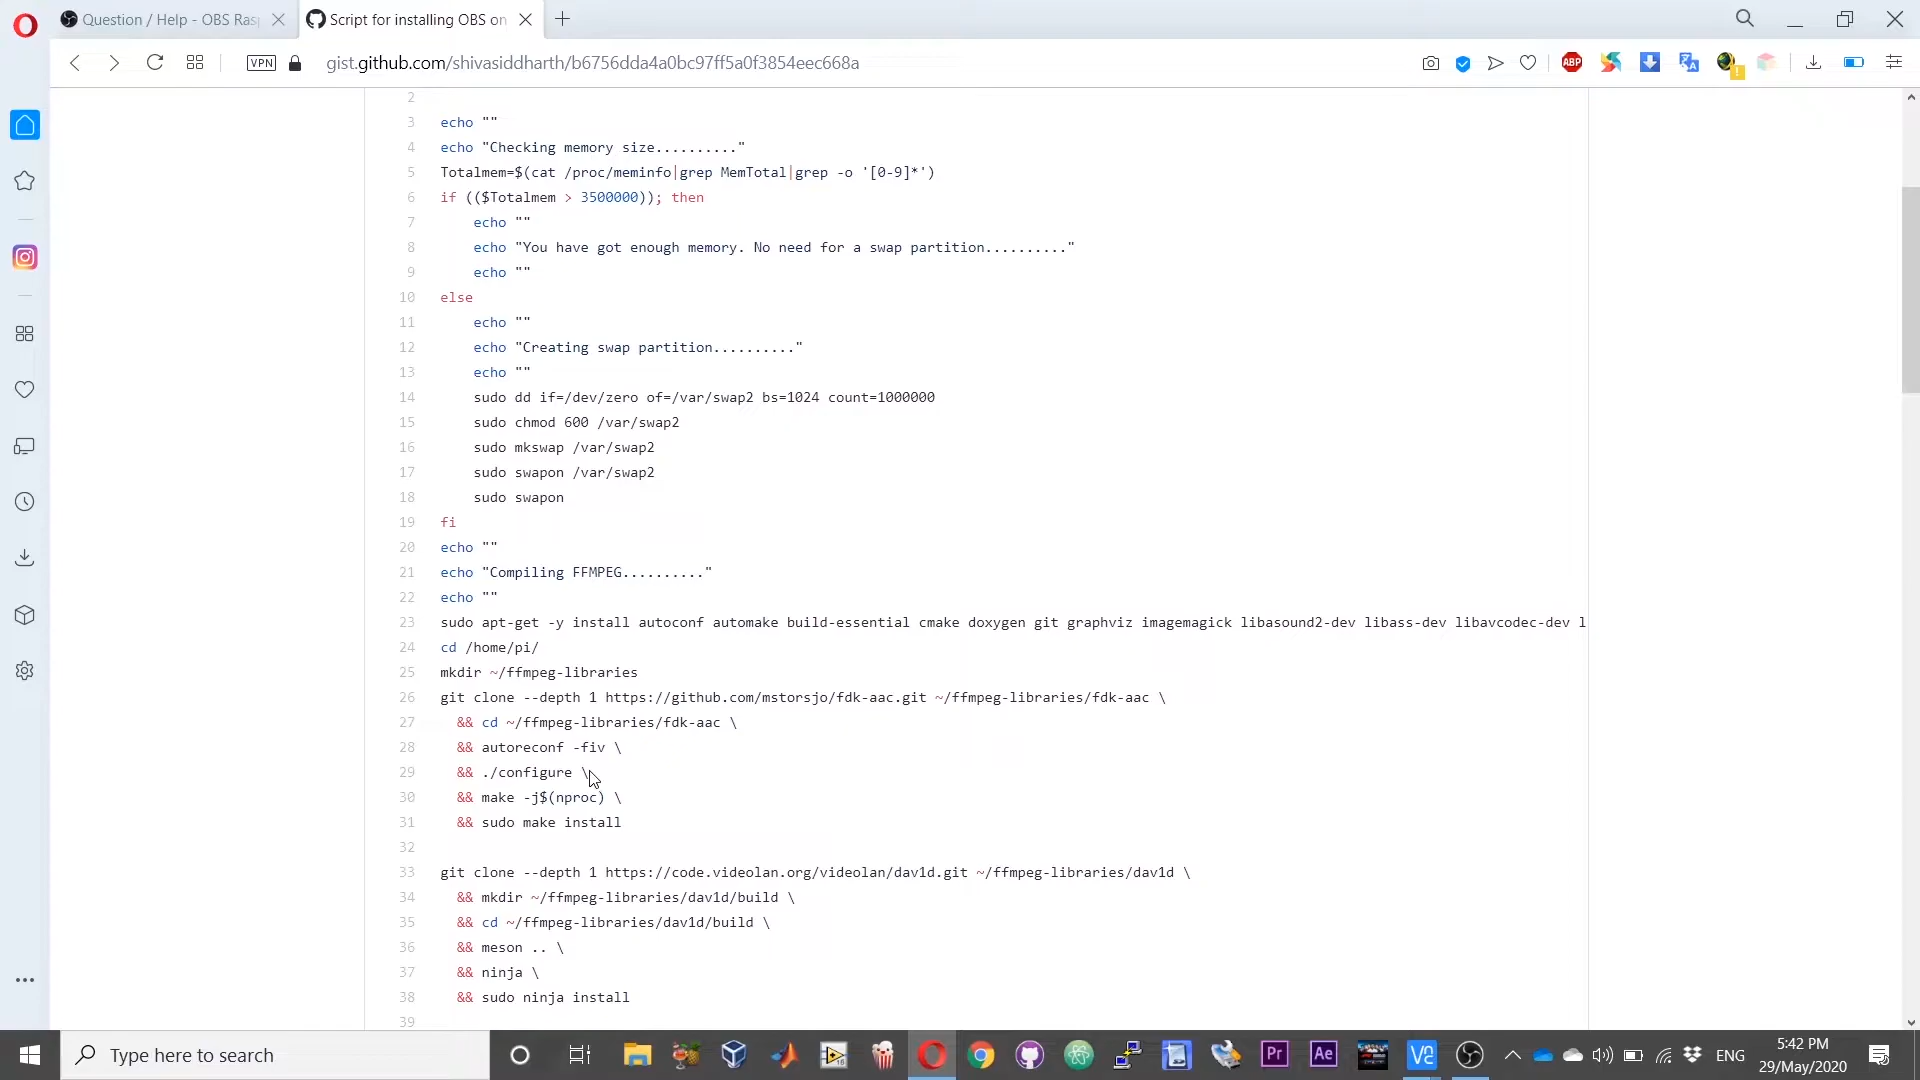 Question / Help - OBS Rasp
Script for installing OBS on
VPN
gist.github.com/shivasiddharth/b6756dda4a0bc97ff5a0f3854eec668a
ABP
2
3 echo ""
4 echo "Checking memory size.........."
5 Totalmem=$(cat /proc/meminfo|grep MemTotal|grep -o '[0-9]*')
6 if (($Totalmem > 3500000)); then
7 echo ""
8 echo "You have got enough memory. No need for a swap partition.........."
9 echo ""
10 else
11 echo ""
12 echo "Creating swap partition.........."
13 echo ""
14 sudo dd if=/dev/zero of=/var/swap2 bs=1024 count=1000000
15 sudo chmod 600 /var/swap2
16 sudo mkswap /var/swap2
17 sudo swapon /var/swap2
18 sudo swapon
19 fi
20 echo ""
21 echo "Compiling FFMPEG.........."
22 echo ""
23 sudo apt-get -y install autoconf automake build-essential cmake doxygen git graphviz imagemagick libasound2-dev libass-dev libavcodec-dev l
24 cd /home/pi/
25 mkdir ~/ffmpeg-libraries
26 git clone --depth 1 https://github.com/mstorsjo/fdk-aac.git ~/ffmpeg-libraries/fdk-aac \
27 && cd ~/ffmpeg-libraries/fdk-aac \
28 && autoreconf -fiv \
29 && ./configure \
30 && make -j$(nproc) \
31 && sudo make install
32
33 git clone --depth 1 https://code.videolan.org/videolan/dav1d.git ~/ffmpeg-libraries/dav1d \
34 && mkdir ~/ffmpeg-libraries/dav1d/build \
35 && cd ~/ffmpeg-libraries/dav1d/build \
36 && meson .. \
37 && ninja \
38 && sudo ninja install
39
Type here to search
Pr
Ae
ENG
5:42 PM
29/May/2020